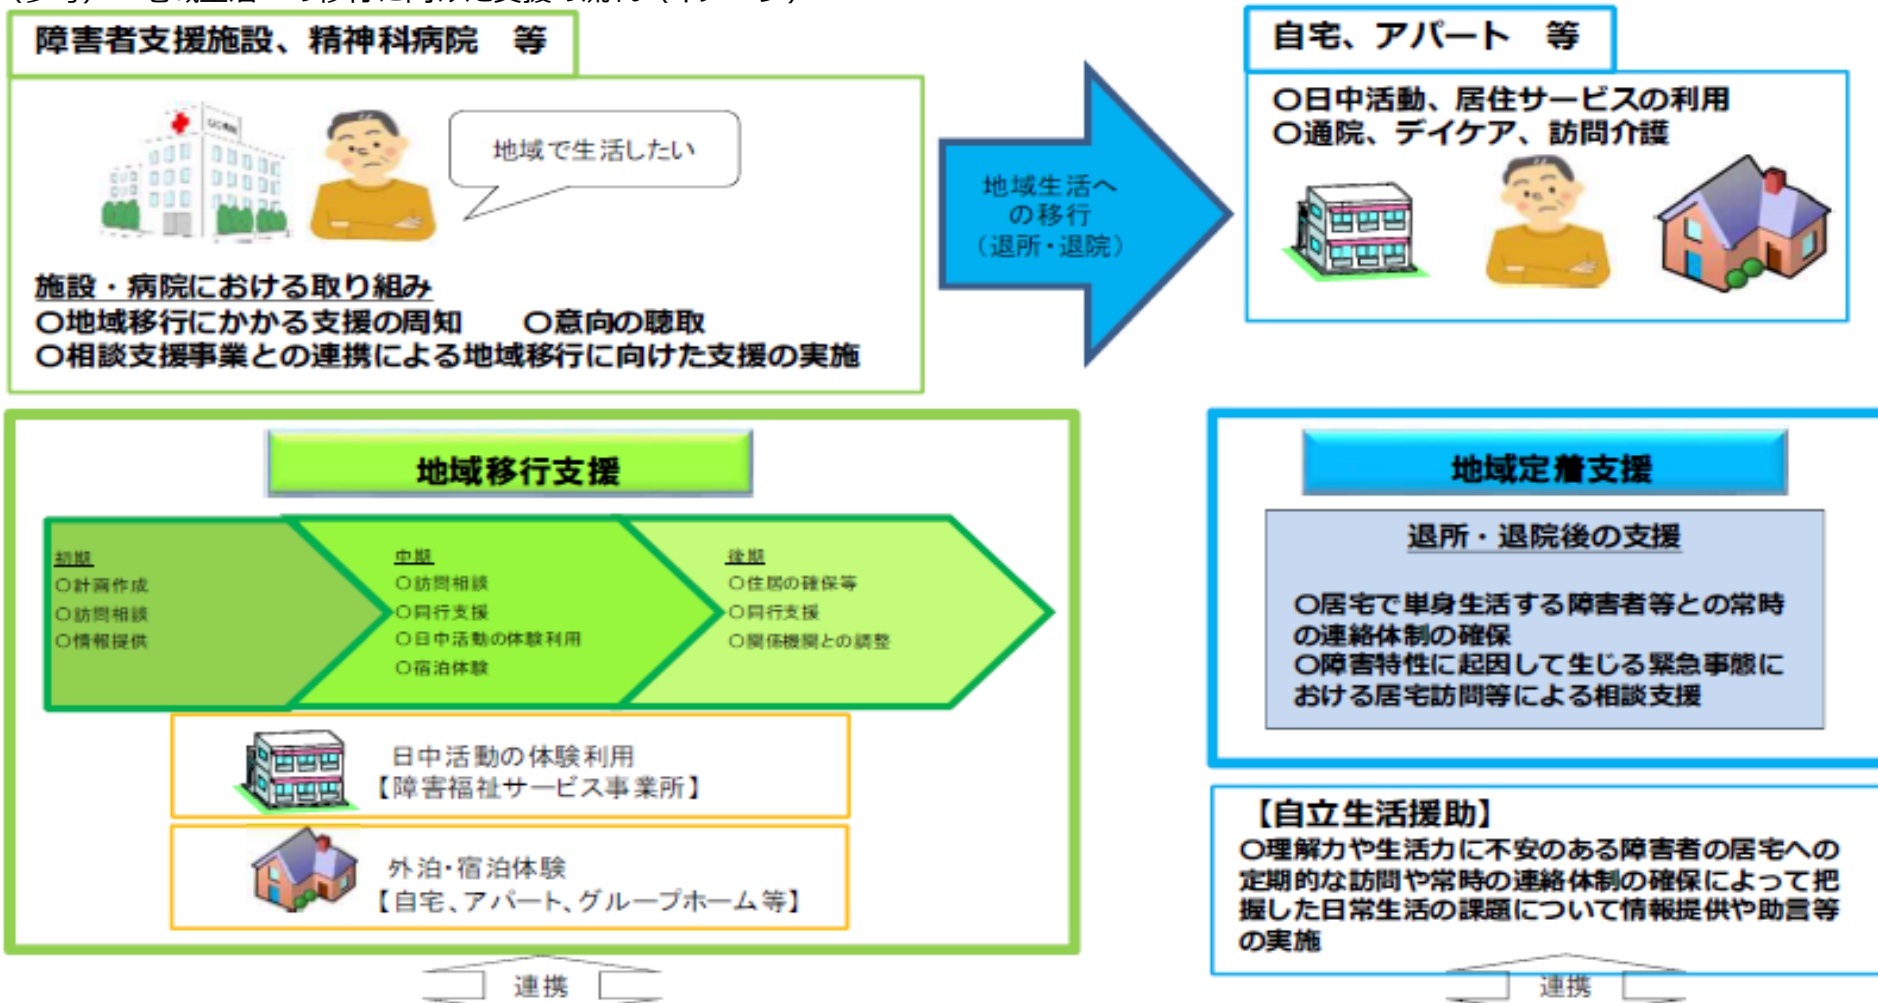 障害者支援施設、精神科病院　等
地域で生活したい
施設・病院における取り組み
〇地域移行にかかる支援の周知　　〇意向の聴取
〇相談支援事業との連携による地域移行に向けた支援の実施
地域生活へ
の移行
（退所・退院）
自宅、アパート　等
〇日中活動、居住サービスの利用
〇通院、デイケア、訪問介護
地域移行支援
初期
〇計画作成
〇訪問相談
〇情報提供
中期
〇訪問相談
〇同行支援
〇日中活動の体験利用
〇宿泊体験
後期
〇住居の確保等
〇同行支援
〇関係機関との調整
日中活動の体験利用
【障害福祉サービス事業所】
外泊・宿泊体験
【自宅、アパート、グループホーム等】
連携
地域定着支援
退所・退院後の支援
〇居宅で単身生活する障害者等との常時
の連絡体制の確保
〇障害特性に起因して生じる緊急事態に
おける居宅訪問等による相談支援
【自立生活援助】
〇理解力や生活力に不安のある障害者の居宅への
定期的な訪問や常時の連絡体制の確保によって把
握した日常生活の課題について情報提供や助言等
の実施
連携